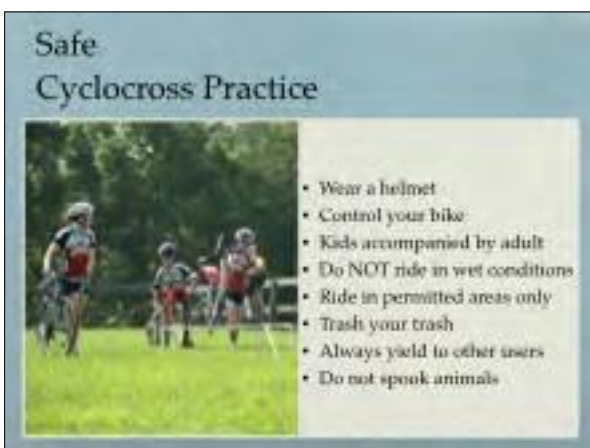 Safe
Cyclocross Practice
• Wear a helmet
• Control your bike
• Kids accompanied by adult
• Do NOT ride in wet conditions
• Ride in permitted areas only
• Trash your trash
• Always yield to other users
• Do not spook animals